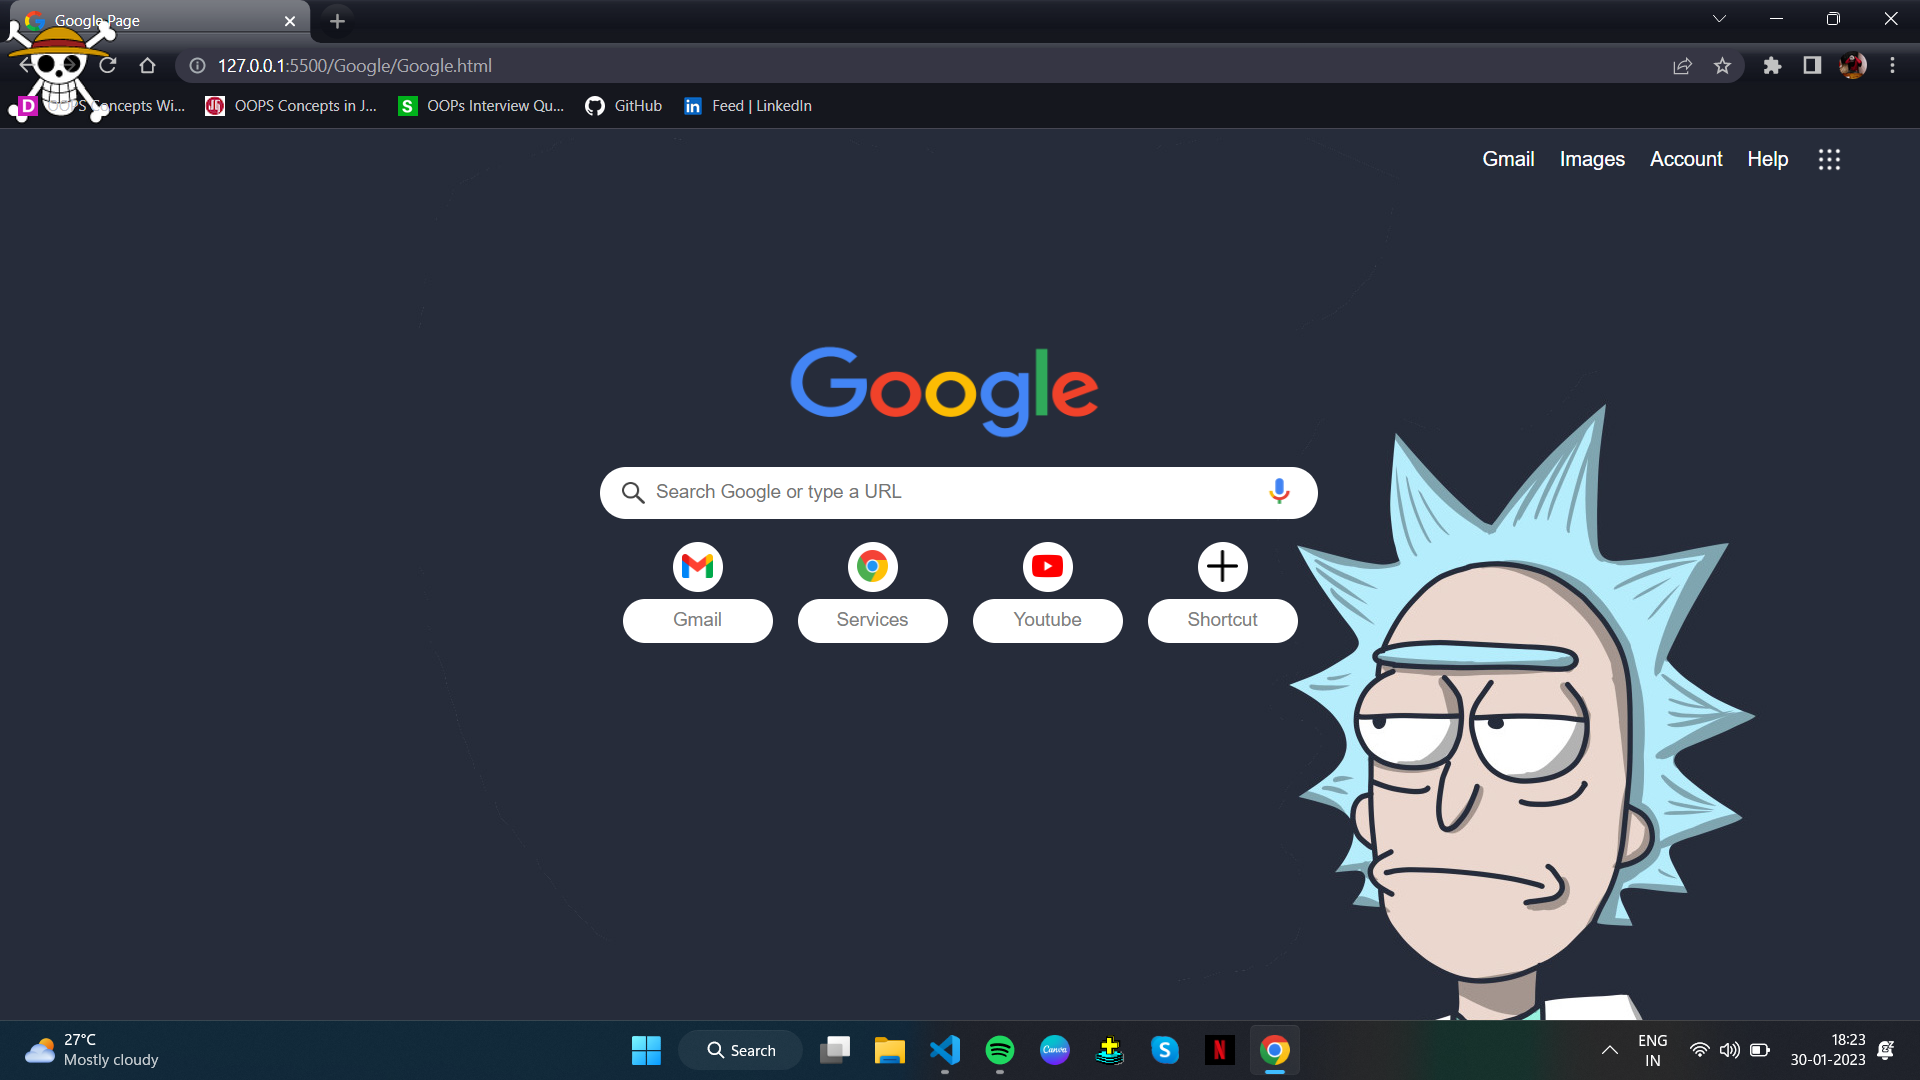 Google Page
127.0.0.1:5500/Google/Google.html
OOPS Concepts Wi...
OOPS Concepts in J...
OOPs Interview Qu...
GitHub
Feed | LinkedIn
Gmail
Images
Account
Help
Google
Search Google or type a URL
Gmail
Services
Youtube
Shortcut
27°C
Mostly cloudy
Search
Canva
ENG
IN
18:23
30-01-2023